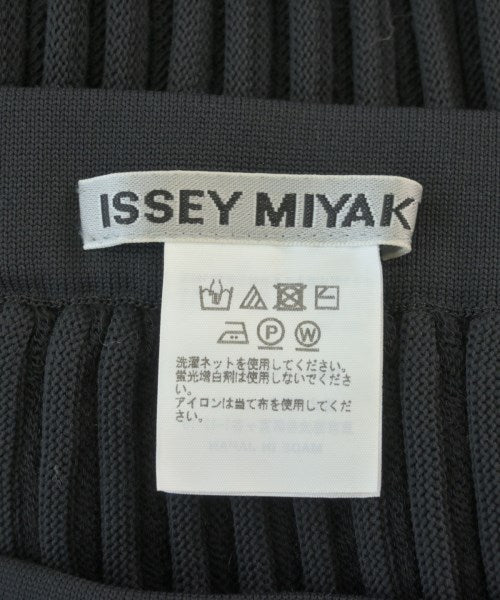 ISSEY MIYAK
P W
洗濯ネットを使用してください。
蛍光増白剤は使用しないでくださ
い。
アイロンは当て布を使用してくだ
さい。